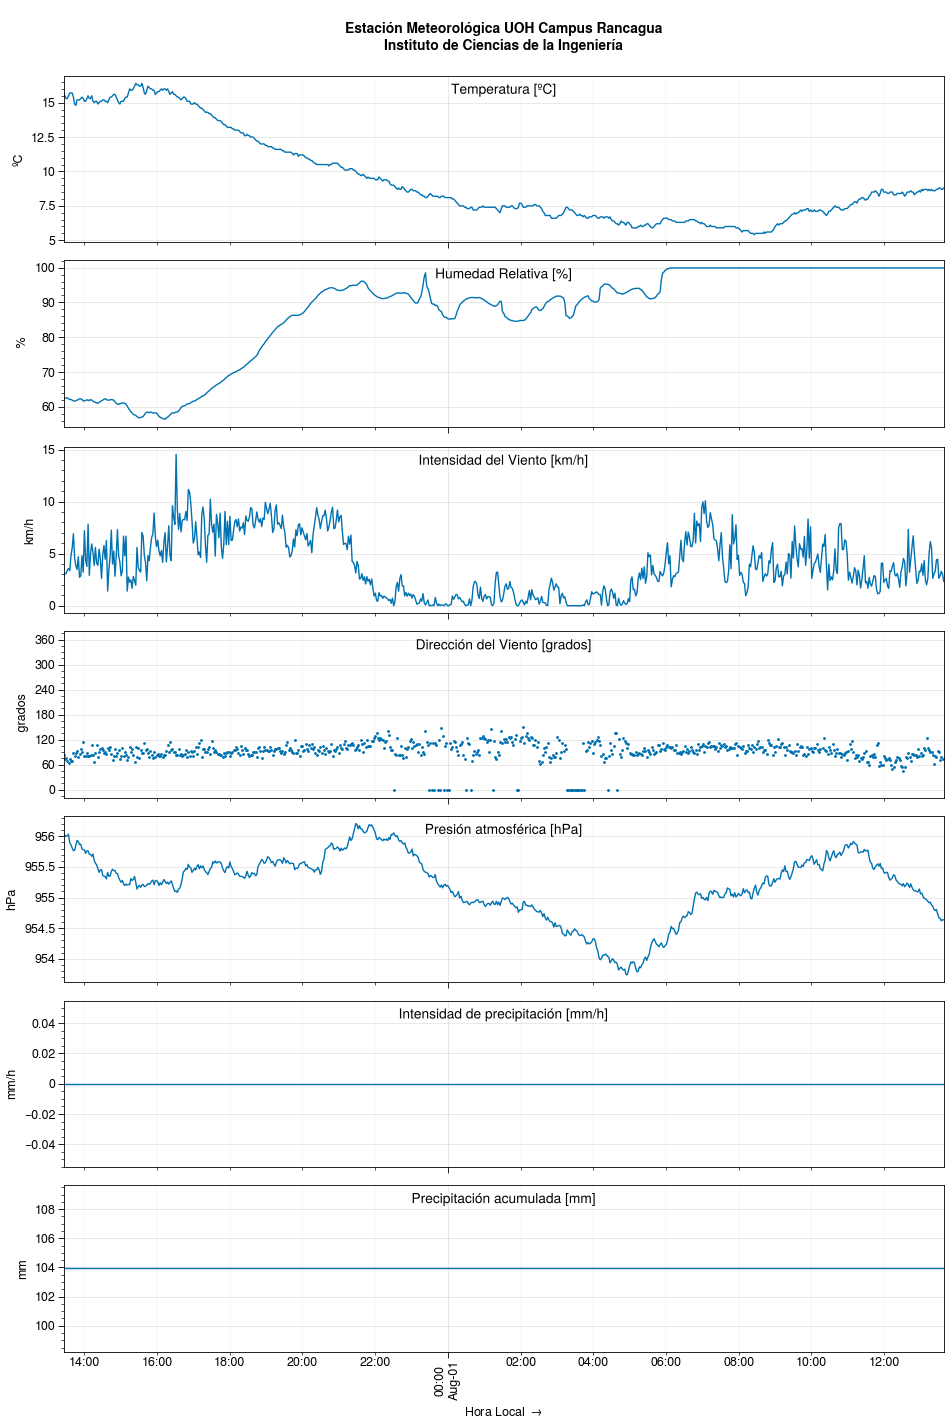 Estación Meteorológica UOH Campus Rancagua
Instituto de Ciencias de la Ingeniería
Temperatura [ºC]
ºC
15
12.5
10
7.5
5
Humedad Relativa [%]
%
100
90
80
70
60
Intensidad del Viento [km/h]
km/h
15
10
5
0
Dirección del Viento [grados]
grados
360
300
240
180
120
60
0
Presión atmosférica [hPa]
hPa
956
955.5
955
954.5
954
Intensidad de precipitación [mm/h]
mm/h
0.04
0.02
0
−0.02
−0.04
Precipitación acumulada [mm]
mm
108
106
104
102
100
14:00 16:00 18:00 20:00 22:00 00:00 02:00 04:00 06:00 08:00 10:00 12:00
Aug-01
Hora Local →